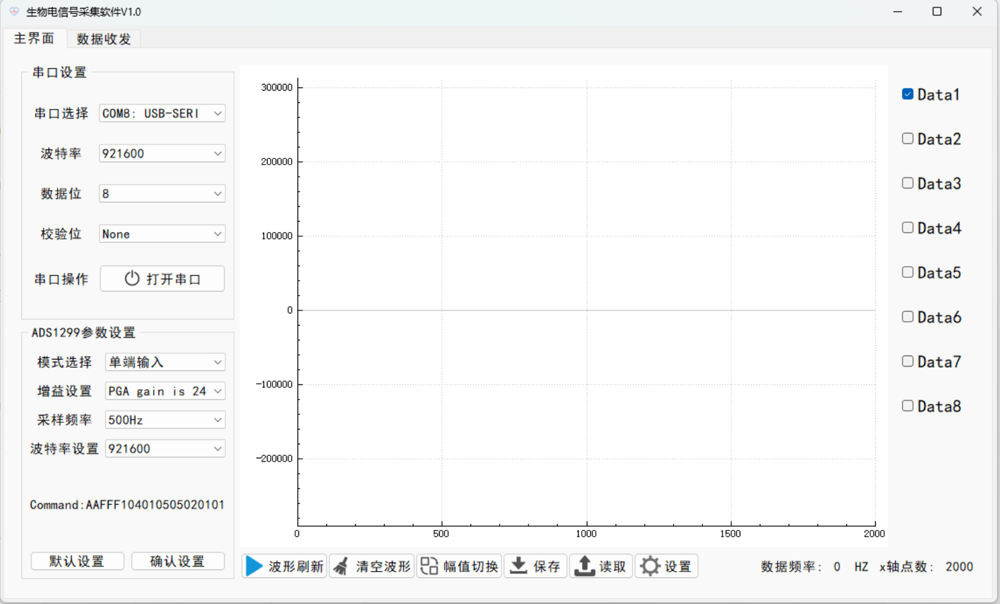 生物电信号采集软件V1.0
主界面 数据收发
串口设置
串口选择 COM8: USB-SERI
波特率 921600
数据位 8
校验位 None
串口操作 打开串口
ADS1299参数设置
模式选择 单端输入
增益设置 PGA gain is 24
采样频率 500Hz
波特率设置 921600
Command:AAFFF104010505020101
默认设置 确认设置
300000
200000
100000
0
-100000
-200000
0 500 1000 1500 2000
Data1
Data2
Data3
Data4
Data5
Data6
Data7
Data8
波形刷新 清空波形 幅值切换 保存 读取 设置 数据频率: 0 HZ x轴点数: 2000